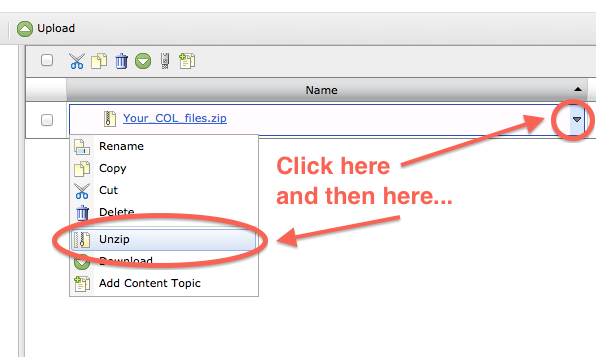 Upload
Name
Your_COL_files.zip
Rename
Copy
Cut
Delete
Unzip
Download
Add Content Topic
Click here
and then here...